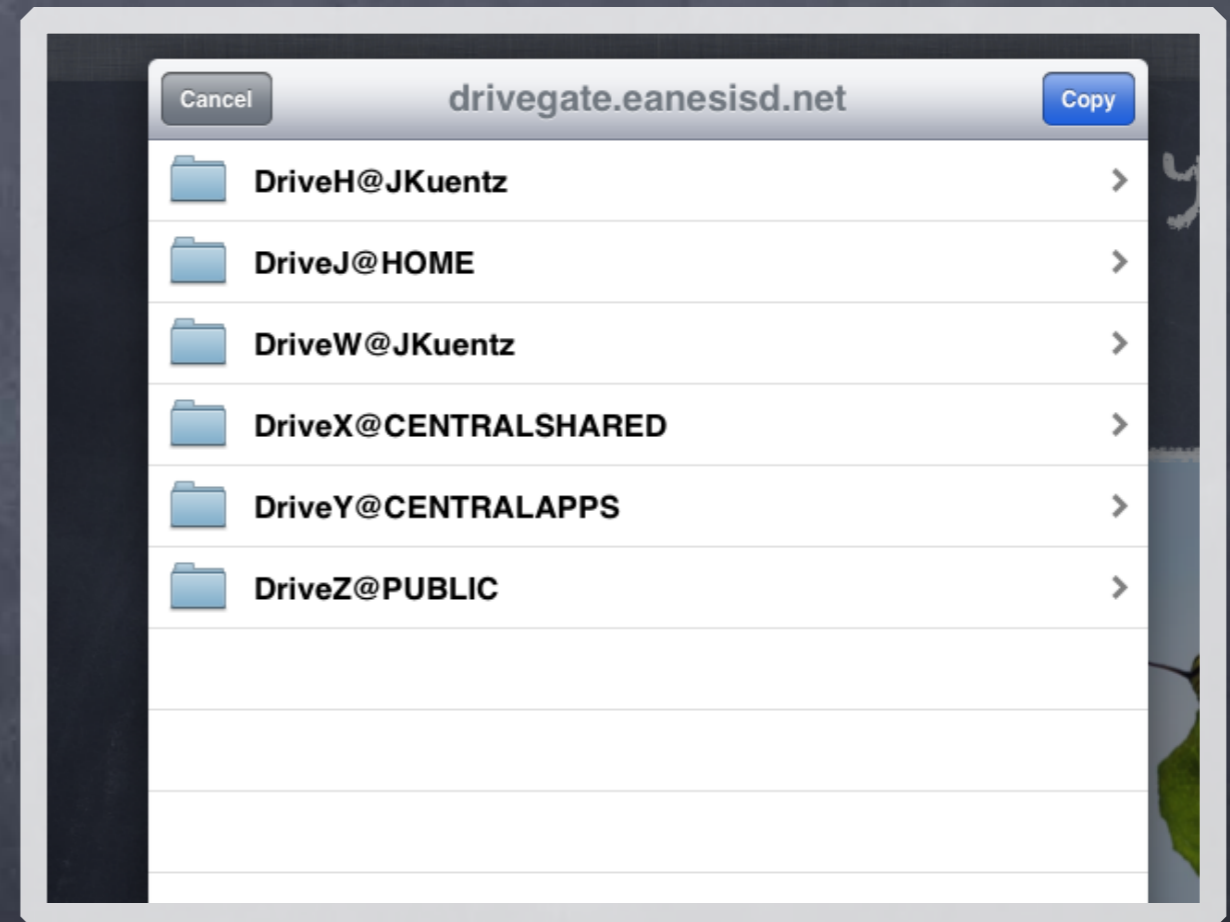 Cancel
drivegate.eanesisd.net
Copy
DriveH@JKuentz
DriveJ@HOME
DriveW@JKuentz
DriveX@CENTRALSHARED
DriveY@CENTRALAPPS
DriveZ@PUBLIC